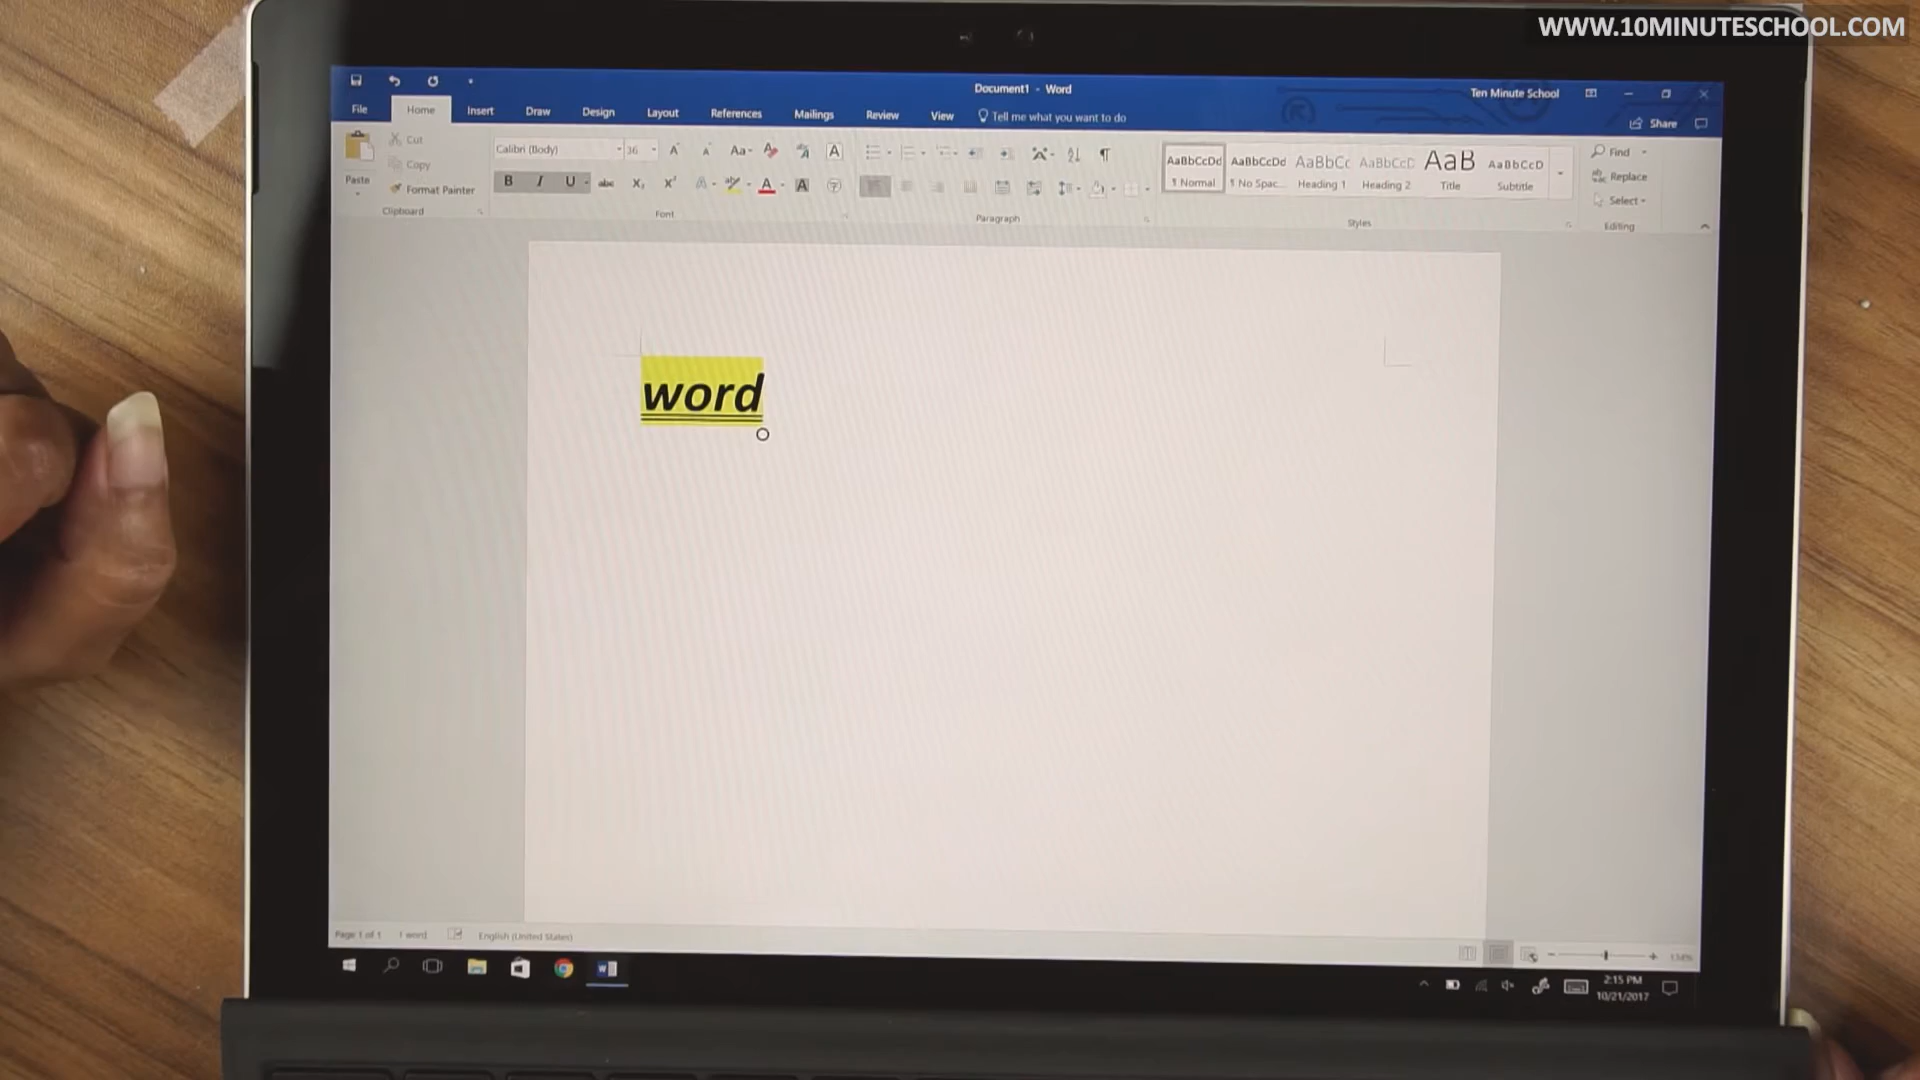 WWW.10MINUTESCHOOL.COM
Document1 - Word
Ten Minute School
File Home Insert Draw Design Layout References Mailings Review View Tell me what you want to do
Share
Paste
Cut
Copy
Format Painter
Clipboard
Calibri (Body) 36
Font
Paragraph
AaBbCcDd AaBbCcDd AaBbCc AaBbCcD AaB AaBbCcD
¶ Normal ¶ No Spac... Heading 1 Heading 2 Title Subtitle
Styles
Find
Replace
Select
Editing
word
Page 1 of 1 1 word English (United States)
134%
2:15 PM
10/21/2017